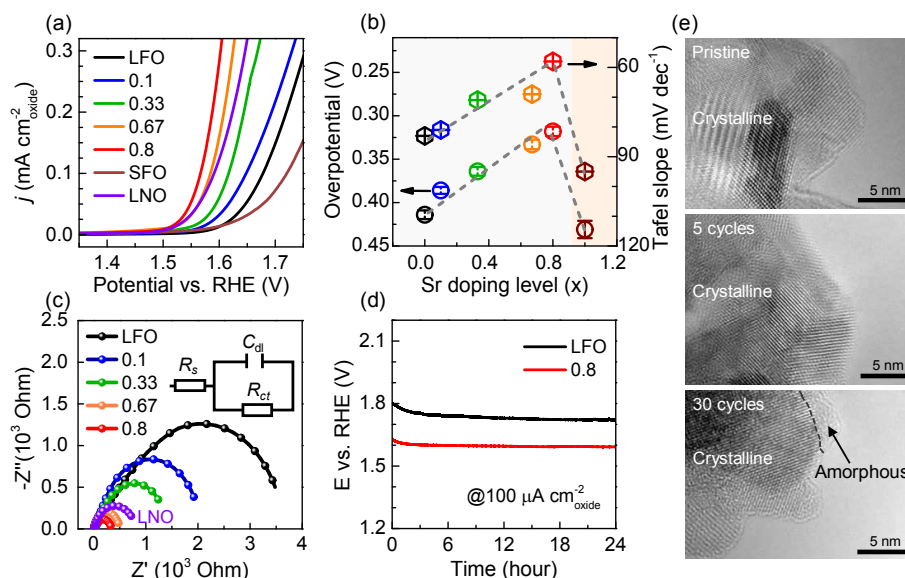 (a)
LFO
0.1
0.33
0.67
0.8
SFO
LNO
0.3
0.2
0.1
0.0
j (mA cm⁻²oxide)
1.4 1.5 1.6 1.7
Potential vs. RHE (V)
(b)
0.25
0.30
0.35
0.40
0.45
Overpotential (V)
60
90
120
Tafel slope (mV dec⁻¹)
0.0 0.3 0.6 0.9 1.2
Sr doping level (x)
(c)
LFO
0.1
0.33
0.67
0.8
Rs
Cdl
Rct
LNO
2.0
1.5
1.0
0.5
0.0
-Z'' (10³ Ohm)
0 1 2 3 4
Z' (10³ Ohm)
(d)
LFO
0.8
2.1
1.8
1.5
1.2
E vs. RHE (V)
@100 μA cm⁻²oxide
0 6 12 18 24
Time (hour)
(e)
Pristine
Crystalline
5 nm
5 cycles
Crystalline
5 nm
30 cycles
Crystalline
Amorphous
5 nm